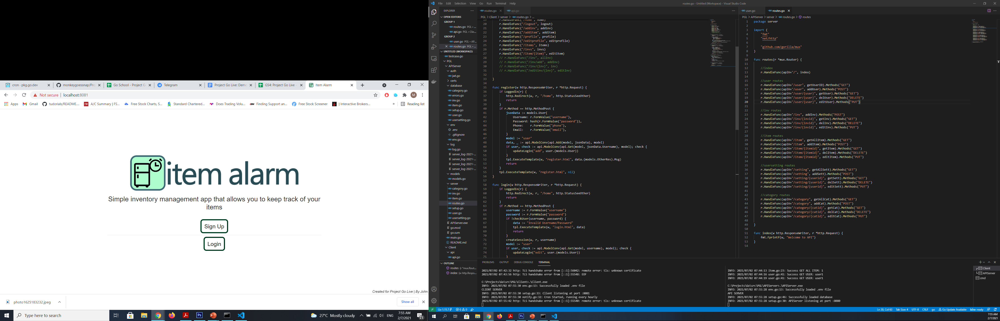 cron - pkg.go.dev
monkeygoessnap/Pro
Go School - Project G
Telegram
Project Go Live: Demo
GS4: Project Go Live -
Item Alarm
Not secure | localhost:8081
M
Apps
Gmail
tudorials/README....
A/C Summary | FS...
Free Stock Charts, S...
Standard Chartered...
Does Trading Volu...
Finding Support an...
Free Stock Screener
| Interactive Brokers...
»
Reading list
item alarm
Simple inventory management app that allows you to keep track of your
items
Sign Up
Login
Created for Project Go Live | By John.
photo1625183232.jpeg
Show all
Type here to search
27°C Mostly cloudy
ENG
7:55 AM
2/7/2021
23
File Edit Selection View Go Run Terminal Help
routes.go - Untitled (Workspace) - Visual Studio Code
EXPLORER
OPEN EDITORS
GROUP 1
routes.go PGL • ...
api.go PGL • Clie...
GROUP 2
user.go PGL • AP...
routes.go PGL • ...
UNTITLED (WORKSPACE)
testcase.go
PGL
APIServer
auth
jwt.go
certs
database
category.go
errors.go
inv.go
item.go
setup.go
user.go
usersetting.go
env
.env
.gitignore
env.go
log
log.go
server_log-2021-...
server_log-2021-...
server_log-2021-...
server_log-2021-...
models
models.go
server
category.go
inv.go
item.go
routes.go
setup.go
user.go
usersetting.go
APIServer.exe
go.mod
go.sum
main.go
README.md
Client
api
api.go
OUTLINE
routes (r *mux.Rout...
index (w http.Respo...
routes.go
api.go
PGL > Client > server > routes.go > ...
19 r.HandleFunc("/home", home)
20 r.HandleFunc("/logout", logout)
21 r.HandleFunc("/addinv", addinv)
22 r.HandleFunc("/additem", additem)
23 r.HandleFunc("/profile", profile)
24 r.HandleFunc("/editprofile", editprofile)
25 r.HandleFunc("/items", items)
26 r.HandleFunc("/invs", invs)
27 r.HandleFunc("/item/{item}", edititem)
28 // r.HandleFunc("/inv", allInv)
29 // r.HandleFunc("/inv/add", addInv)
30 // r.HandleFunc("/inv/{inv}", inv)
31 // r.HandleFunc("/editinv/{inv}", editInv)
32
33 }
34
35 func register(w http.ResponseWriter, r *http.Request) {
36 if LoggedIn(r) {
37 http.Redirect(w, r, "/home", http.StatusSeeOther)
38 return
39 }
40 if r.Method == http.MethodPost {
41 jsonData := models.User{
42 Username: r.FormValue("username"),
43 Password: hash(r.FormValue("password")),
44 Phone: r.FormValue("phone"),
45 Email: r.FormValue("email"),
46 }
47 model := "user"
48 data, _ := api.ModelConv(api.Add(model, jsonData), model)
49 if user, check := api.ModelConv(api.Get(model, jsonData.Username), model); check {
50 updateLogin("add", user.(models.User))
51 }
52 tpl.ExecuteTemplate(w, "register.html", data.(models.OtherRes).Msg)
53 return
54 }
55 tpl.ExecuteTemplate(w, "register.html", nil)
56 }
57
58 func login(w http.ResponseWriter, r *http.Request) {
59 if LoggedIn(r) {
60 http.Redirect(w, r, "/home", http.StatusSeeOther)
61 return
62 }
63 if r.Method == http.MethodPost {
64 username := r.FormValue("username")
65 password := r.FormValue("password")
66 if !checkUser(username, password) {
67 data := "Invalid Username/Password"
68 tpl.ExecuteTemplate(w, "login.html", data)
69 return
70 }
71 createSession(w, r, username)
72 model := "user"
73 if user, check := api.ModelConv(api.Get(model, username), model); check {
74 updateLogin("edit", user.(models.User))
75 }
user.go
routes.go
PGL > APIServer > server > routes.go > routes
1 package server
2
3 import (
4 "fmt"
5 "net/http"
6
7 "github.com/gorilla/mux"
8 )
9
10 func routes(r *mux.Router) {
11
12 //index
13 r.HandleFunc(apiV+"/", index)
14
15 //user routes
16 r.HandleFunc(apiV+"/user", getUserID).Methods("GET")
17 r.HandleFunc(apiV+"/user", addUser).Methods("POST")
18 r.HandleFunc(apiV+"/user/{user}", getUser).Methods("GET")
19 r.HandleFunc(apiV+"/user/{user}", delUser).Methods("DELETE")
20 r.HandleFunc(apiV+"/user/{user}", editUser).Methods("PUT")
21
22 //inv routes
23 r.HandleFunc(apiV+"/inv", addInv).Methods("POST")
24 r.HandleFunc(apiV+"/inv/{invid}", getInv).Methods("GET")
25 r.HandleFunc(apiV+"/inv/{invid}", delInv).Methods("DELETE")
26 r.HandleFunc(apiV+"/inv/{invid}", editInv).Methods("PUT")
27
28 //item routes
29 r.HandleFunc(apiV+"/item", getAllItem).Methods("GET")
30 r.HandleFunc(apiV+"/item", addItem).Methods("POST")
31 r.HandleFunc(apiV+"/item/{itemid}", getItem).Methods("GET")
32 r.HandleFunc(apiV+"/item/{itemid}", delItem).Methods("DELETE")
33 r.HandleFunc(apiV+"/item/{itemid}", editItem).Methods("PUT")
34
35 //usersetting routes
36 r.HandleFunc(apiV+"/setting", getAllSett).Methods("GET")
37 r.HandleFunc(apiV+"/setting", addSett).Methods("POST")
38 r.HandleFunc(apiV+"/setting/{userid}", getSett).Methods("GET")
39 r.HandleFunc(apiV+"/setting/{userid}", delSett).Methods("DELETE")
40 r.HandleFunc(apiV+"/setting/{userid}", editSett).Methods("PUT")
41
42 //category routes
43 r.HandleFunc(apiV+"/category", getAllCat).Methods("GET")
44 r.HandleFunc(apiV+"/category", addCat).Methods("POST")
45 r.HandleFunc(apiV+"/category/{catid}", getCat).Methods("GET")
46 r.HandleFunc(apiV+"/category/{catid}", delCat).Methods("DELETE")
47 r.HandleFunc(apiV+"/category/{catid}", editCat).Methods("PUT")
48
49 }
50
51 func index(w http.ResponseWriter, r *http.Request) {
52 fmt.Fprintf(w, "Welcome to API")
53 }
54
PROBLEMS OUTPUT DEBUG CONSOLE TERMINAL
2021/07/02 07:42:32 http: TLS handshake error from [::1]:56042: remote error: tls: unknown certificate
2021/07/02 07:43:56 http: TLS handshake error from [::1]:55548: EOF
C:\Projects\Go\src\PGL\Client>.\Client.exe
INFO: 2021/07/02 07:55:30 env.go:13: Successfully loaded .env file
CLIENT SERVER
INFO: 2021/07/02 07:55:30 setup.go:33: Client listening at port :8081
INFO: 2021/07/02 07:55:30 notify.go:32: Cron Started, running every hourly
2021/07/02 07:55:42 http: TLS handshake error from [::1]:55540: remote error: tls: unknown certificate
INFO: 2021/07/02 07:44:13 item.go:23: Success GET ALL ITEM: 1
INFO: 2021/07/02 07:44:16 user.go:41: Success GET USER: user1
INFO: 2021/07/02 07:44:19 user.go:41: Success GET USER: user1
C:\Projects\Go\src\PGL\APIServer>.\APIServer.exe
INFO: 2021/07/02 07:55:28 env.go:13: Successfully loaded .env file
API SERVER
INFO: 2021/07/02 07:55:28 setup.go:46: Successfully loaded database
INFO: 2021/07/02 07:55:28 setup.go:30: APIServer listening at port :8080
Client
APIServer
cmd
Go 1.15.7
0 0
Ln 20, Col 63 Tab Size: 4 UTF-8 CRLF Go Go Update Available kite: ready
7:55 AM
2/7/2021